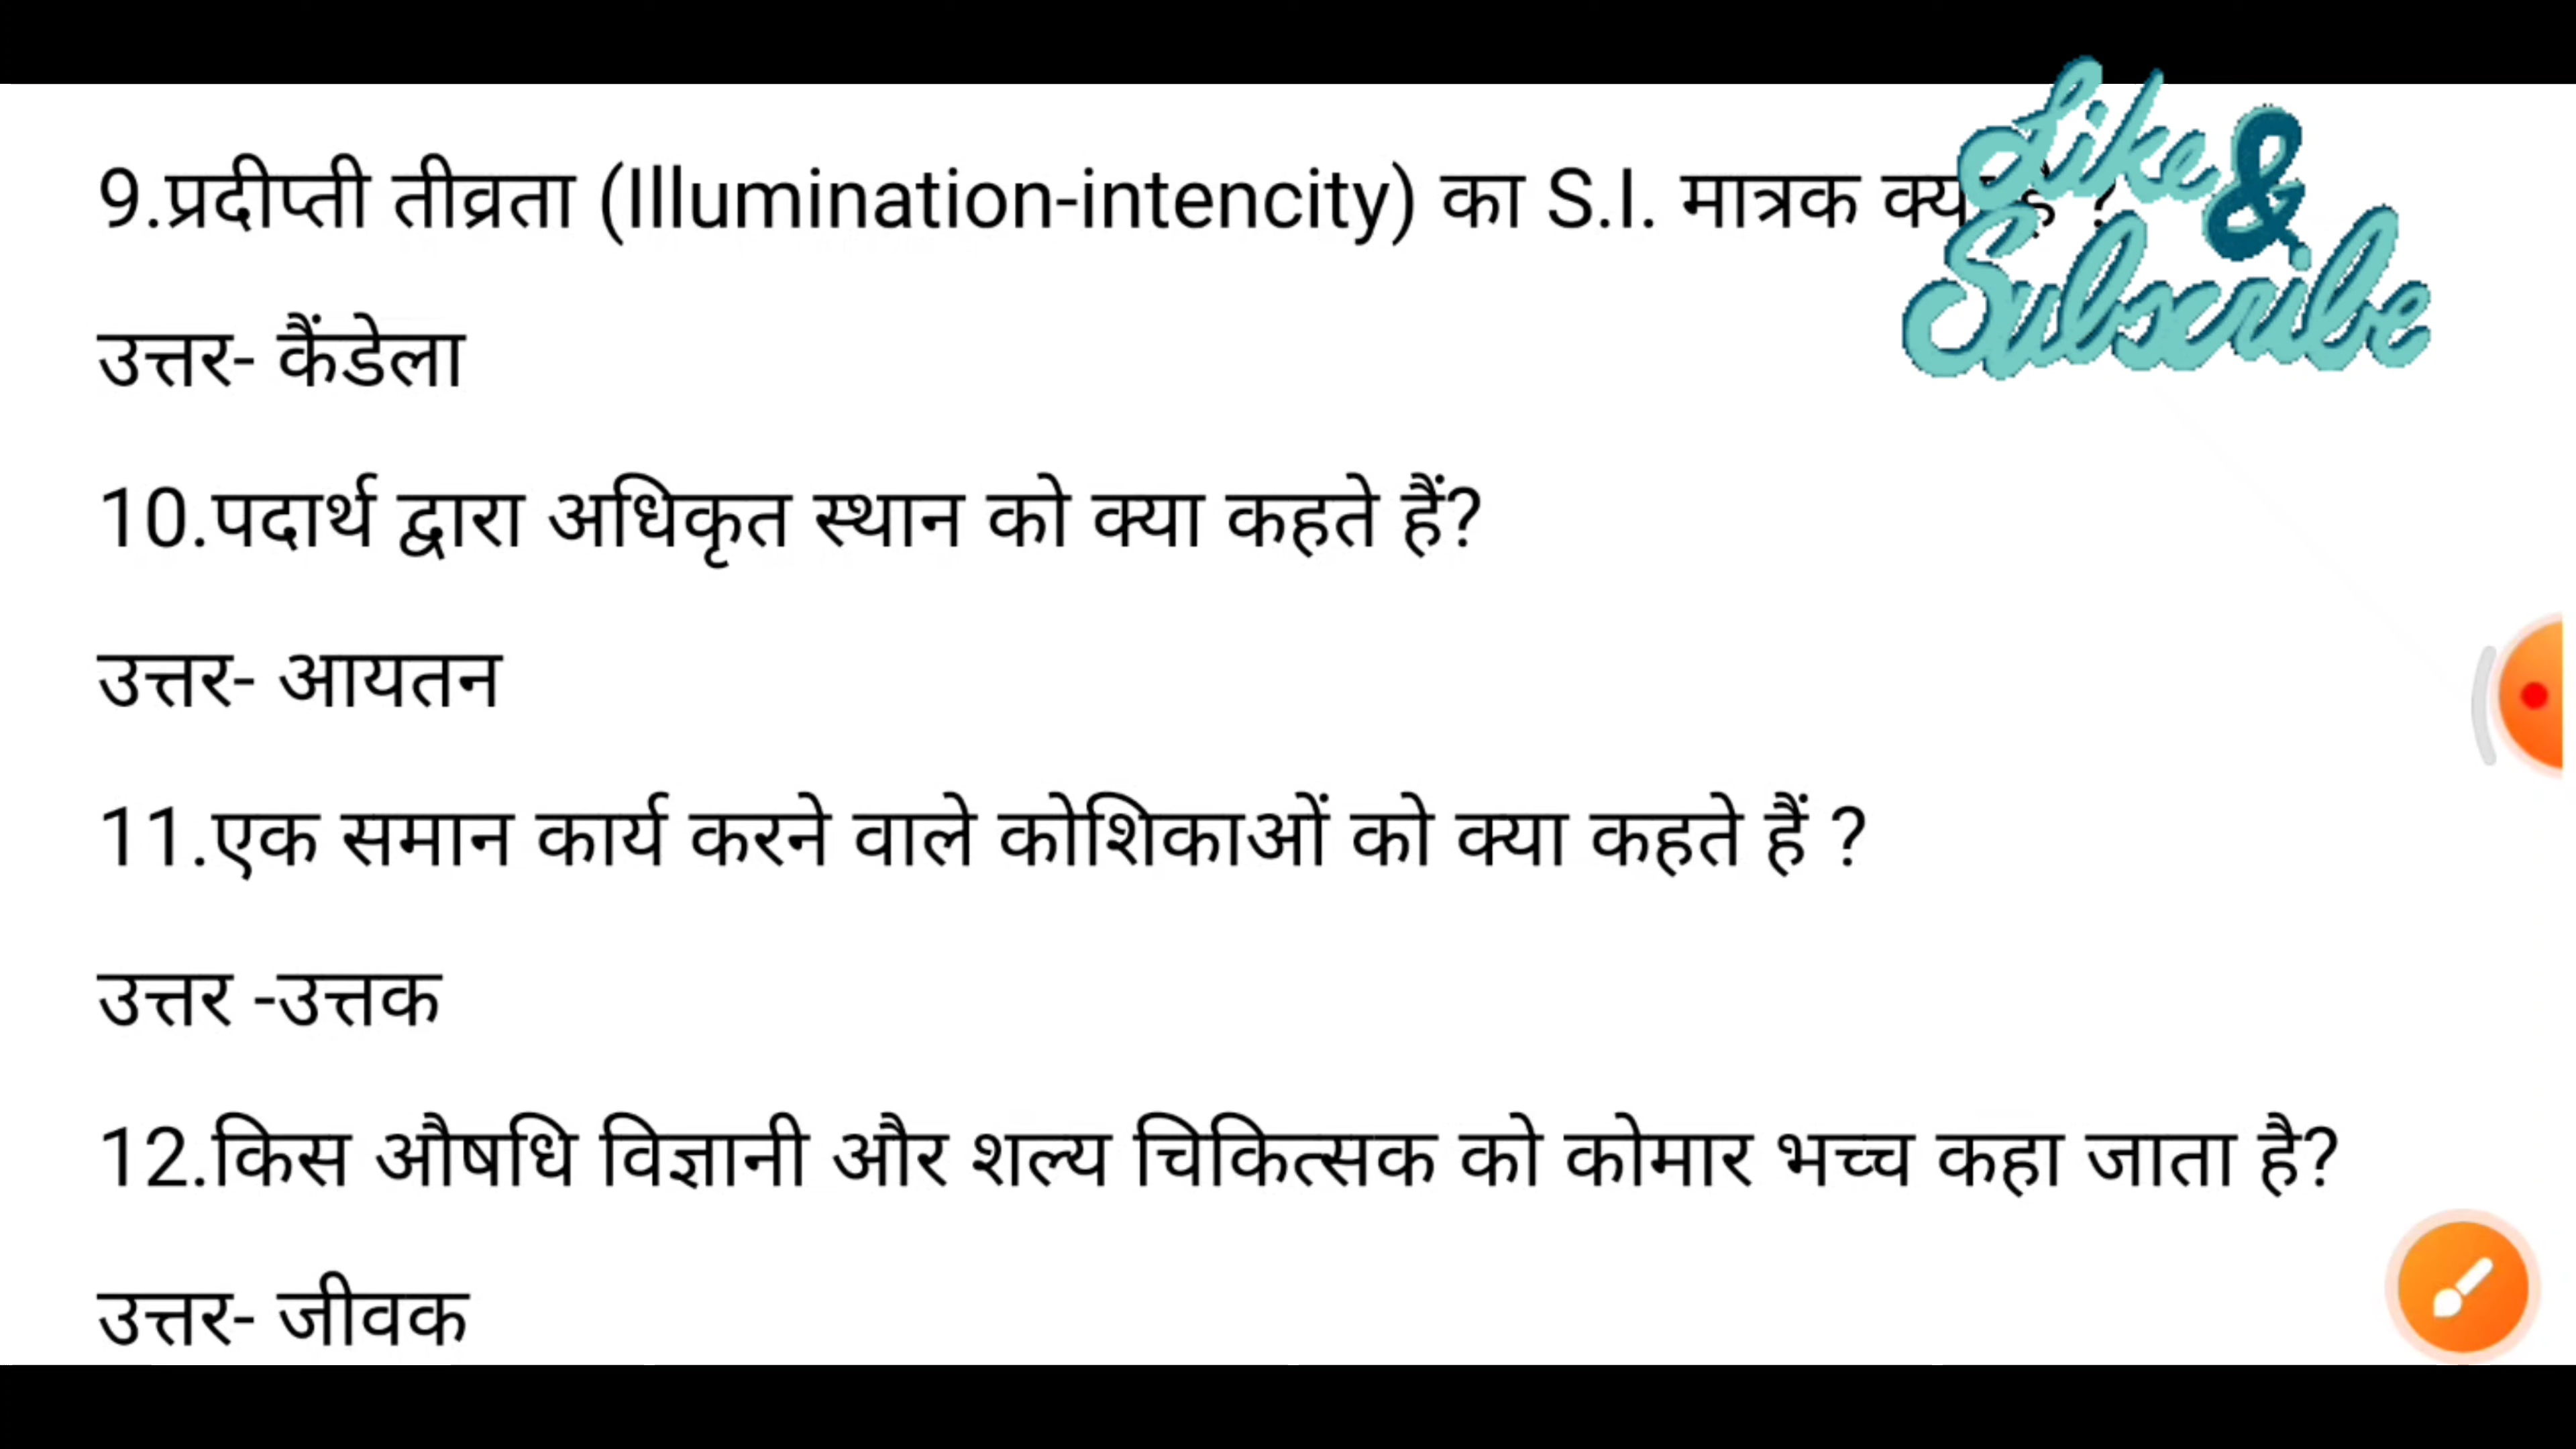 9.प्रदीप्ती तीव्रता (Illumination-intencity) का S.I. मात्रक ?
Like &
Subscribe
उत्तर- कैंडेला
10.पदार्थ द्वारा अधिकृत स्थान को क्या कहते हैं?
उत्तर- आयतन
11.एक समान कार्य करने वाले कोशिकाओं को क्या कहते हैं ?
उत्तर -उत्तक
12.किस औषधि विज्ञानी और शल्य चिकित्सक को कोमार भच्च कहा जाता है?
उत्तर- जीवक